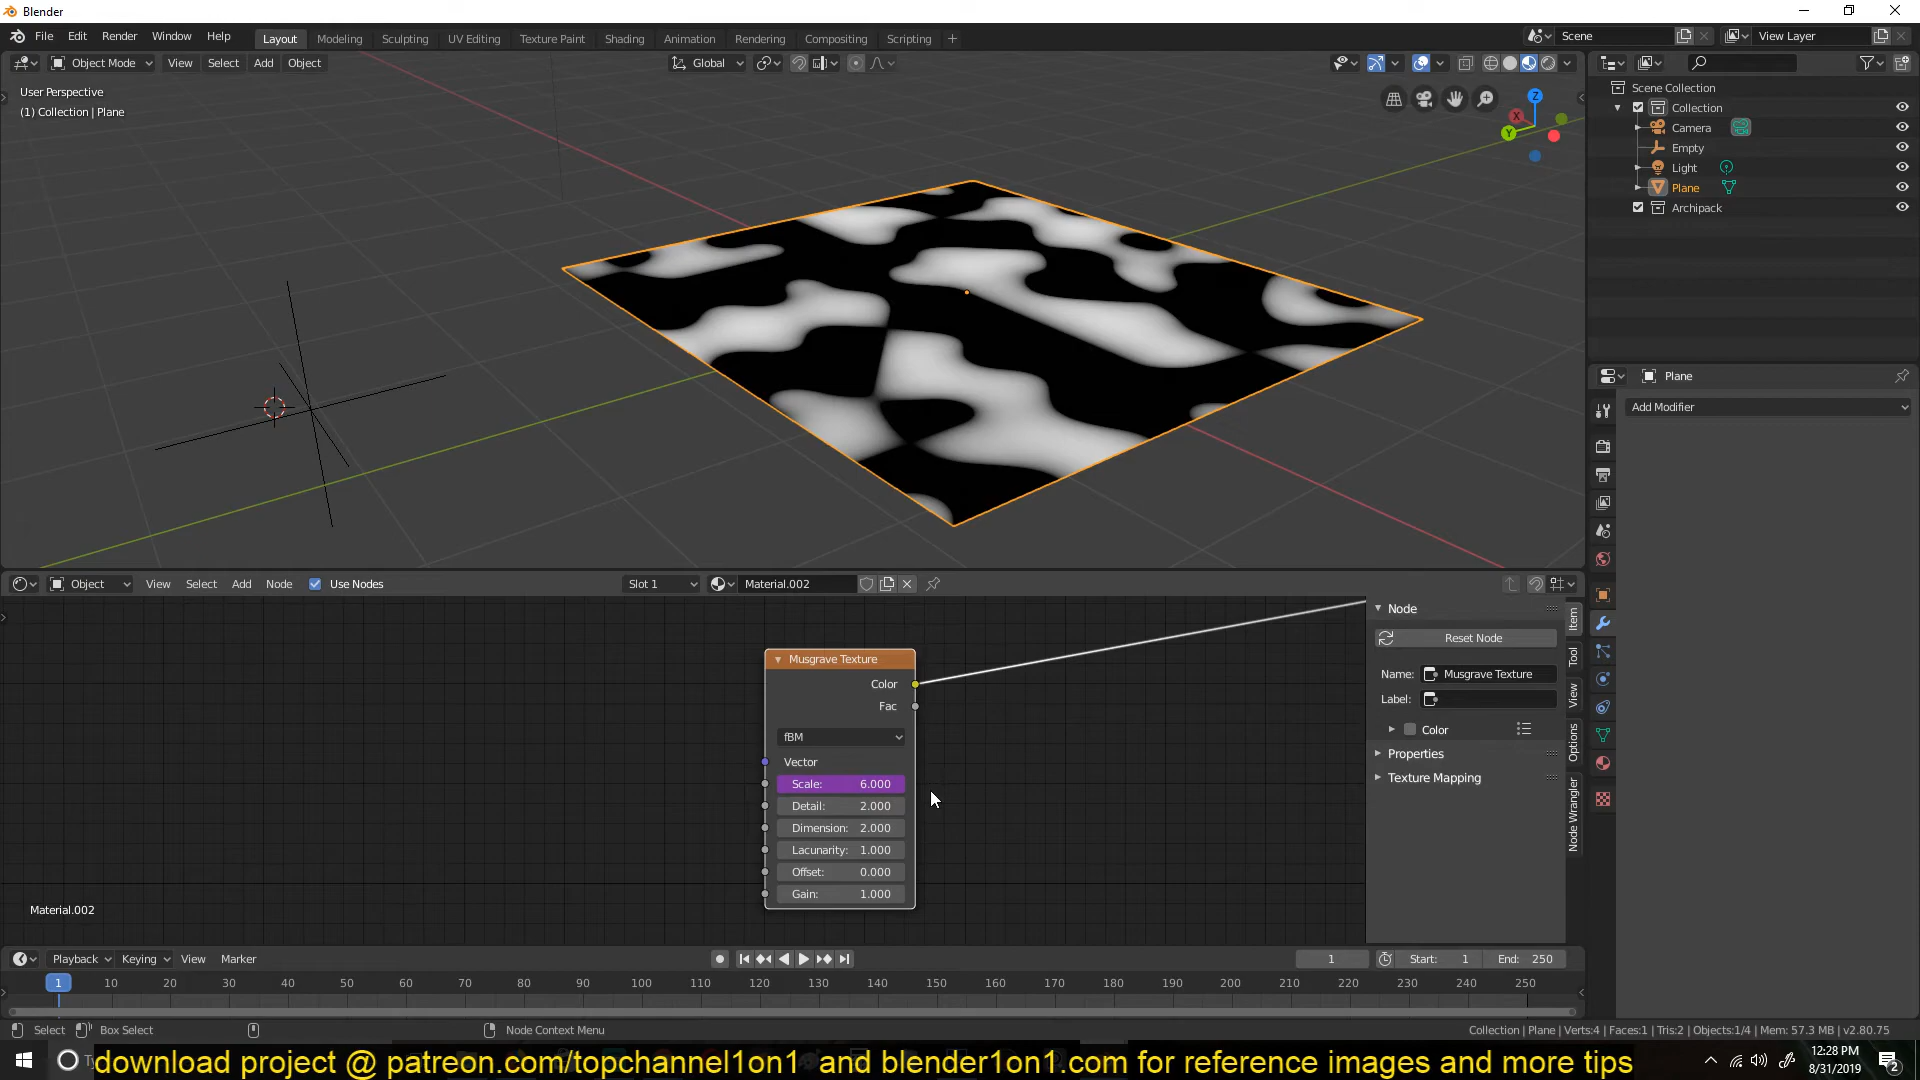 Blender
File Edit Render Window Help Layout Modeling Sculpting UV Editing Texture Paint Shading Animation Rendering Compositing Scripting + Scene View Layer
Object Mode View Select Add Object Global
User Perspective
(1) Collection | Plane
Z
X
Y
Scene Collection
Collection
Camera
Empty
Light
Plane
Archipack
Plane
Add Modifier
Object View Select Add Node Use Nodes Slot 1 Material.002
Musgrave Texture
Color
Fac
fBM
Vector
Scale: 6.000
Detail: 2.000
Dimension: 2.000
Lacunarity: 1.000
Offset: 0.000
Gain: 1.000
Material.002
Node
Reset Node
Name: Musgrave Texture
Label:
Color
Properties
Texture Mapping
Item
Tool
View
Options
Node Wrangler
Playback Keying View Marker 1 Start: 1 End: 250
1 10 20 30 40 50 60 70 80 90 100 110 120 130 140 150 160 170 180 190 200 210 220 230 240 250
Select Box Select Node Context Menu Collection | Plane | Verts:4 | Faces:1 | Tris:2 | Objects:1/4 | Mem: 57.3 MB | v2.80.75
download project @ patreon.com/topchannel1on1 and blender1on1.com for reference images and more tips
12:28 PM
8/31/2019
2